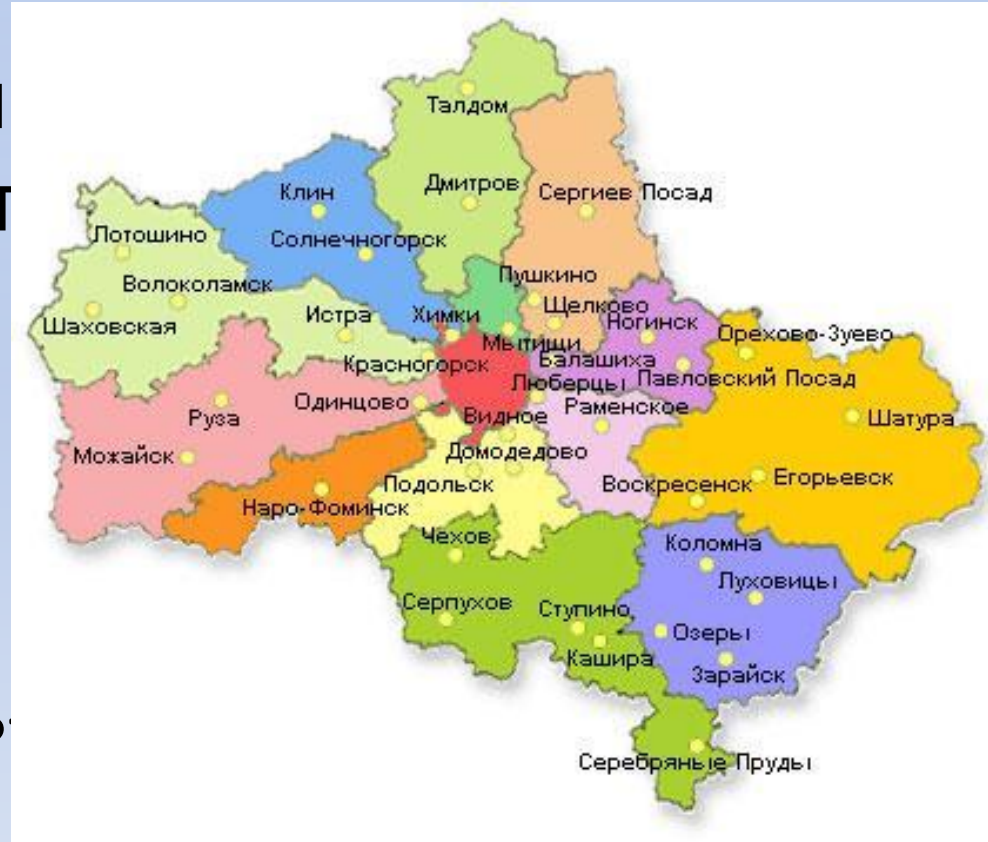 Талдом
Дмитров
Сергиев Посад
Клин
Лотошино
Солнечногорск
Волоколамск
Пушкино
Шаховская
Истра
Химки
Щелково
Ногинск
Орехово-Зуево
Мытищи
Красногорск
Балашиха
Люберцы
Павловский Посад
Руза
Одинцово
Видное
Раменское
Шатура
Можайск
Домодедово
Подольск
Воскресенск
Егорьевск
Наро-Фоминск
Чехов
Коломна
Луховицы
Серпухов
Ступино
Озеры
Кашира
Зарайск
Серебряные Пруды